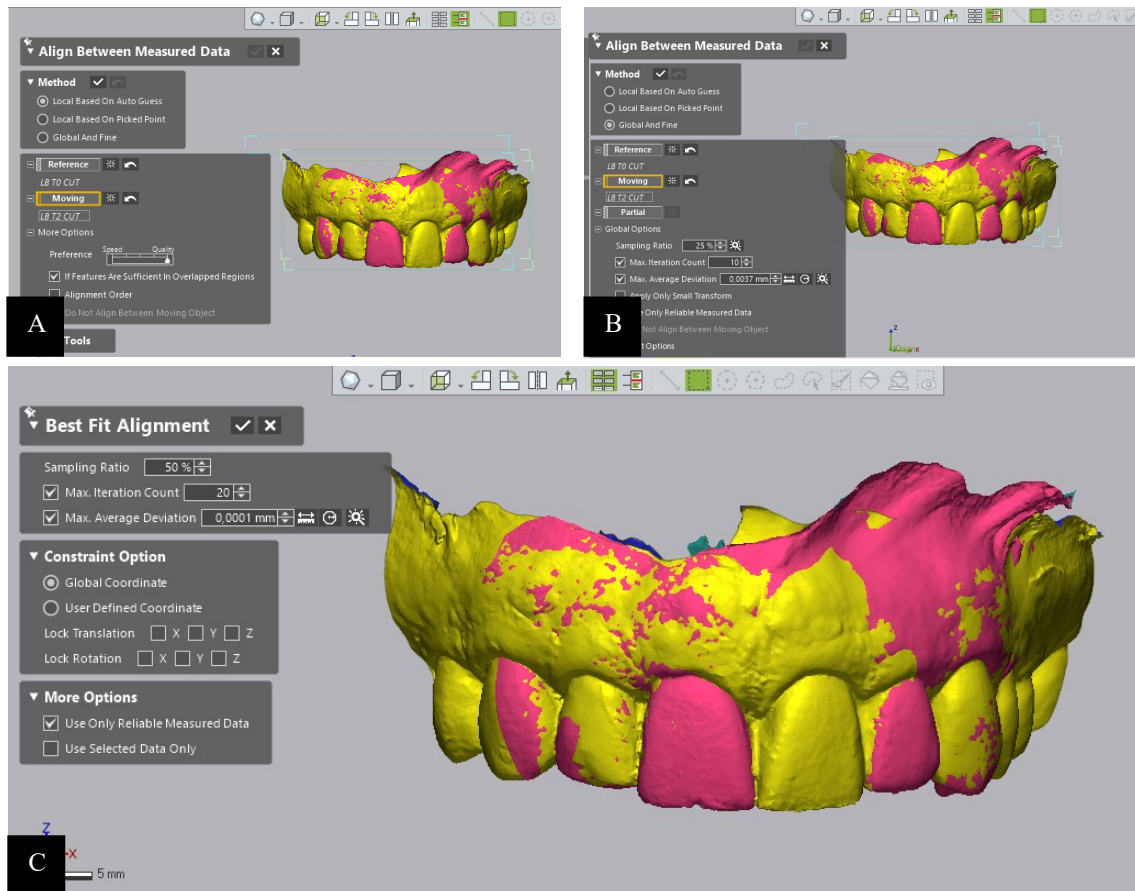 Align Between Measured Data
Method
Local Based On Auto Guess
Local Based On Picked Point
Global And Fine
Reference
LB T0 CUT
Moving
LB T2 CUT
More Options
Preference Speed Quality
If Features Are Sufficient In Overlapped Regions
Alignment Order
Do Not Align Between Moving Object
Tools
A
Align Between Measured Data
Method
Local Based On Auto Guess
Local Based On Picked Point
Global And Fine
Reference
LB T0 CUT
Moving
LB T2 CUT
Partial
Global Options
Sampling Ratio 25 %
Max. Iteration Count 10
Max. Average Deviation 0,0037 mm
Apply Only Small Transform
e Only Reliable Measured Data
Not Align Between Moving Object
t Options
B
Z
Origin X
Best Fit Alignment
Sampling Ratio 50 %
Max. Iteration Count 20
Max. Average Deviation 0,0001 mm
Constraint Option
Global Coordinate
User Defined Coordinate
Lock Translation X Y Z
Lock Rotation X Y Z
More Options
Use Only Reliable Measured Data
Use Selected Data Only
Z
X
C
5 mm